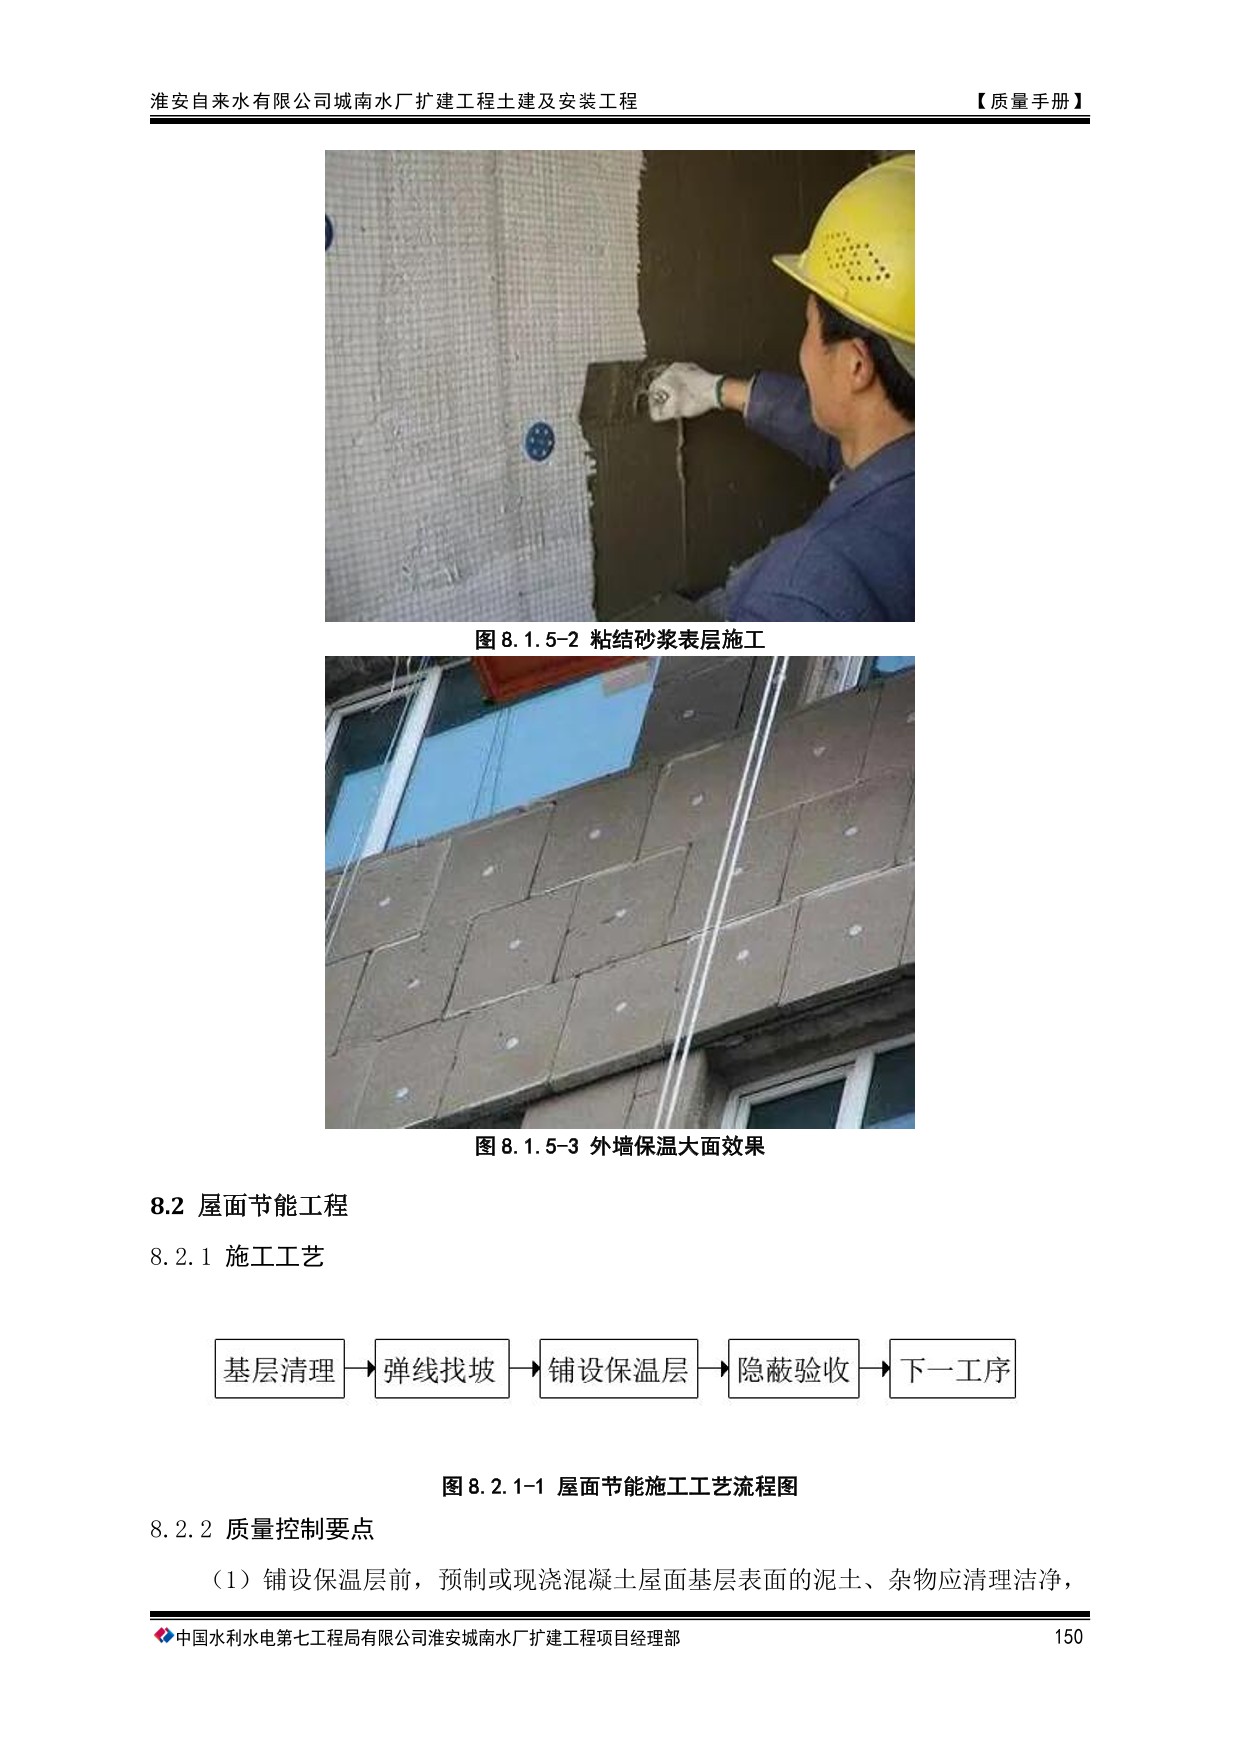 淮安自来水有限公司城南水厂扩建工程土建及安装工程 【质量手册】
图 8.1.5-2 粘结砂浆表层施工
图 8.1.5-3 外墙保温大面效果
8.2 屋面节能工程
8.2.1 施工工艺
基层清理 弹线找坡 铺设保温层 隐蔽验收 下一工序
图 8.2.1-1 屋面节能施工工艺流程图
8.2.2 质量控制要点
（1）铺设保温层前，预制或现浇混凝土屋面基层表面的泥土、杂物应清理洁净，
中国水利水电第七工程局有限公司淮安城南水厂扩建工程项目经理部 150